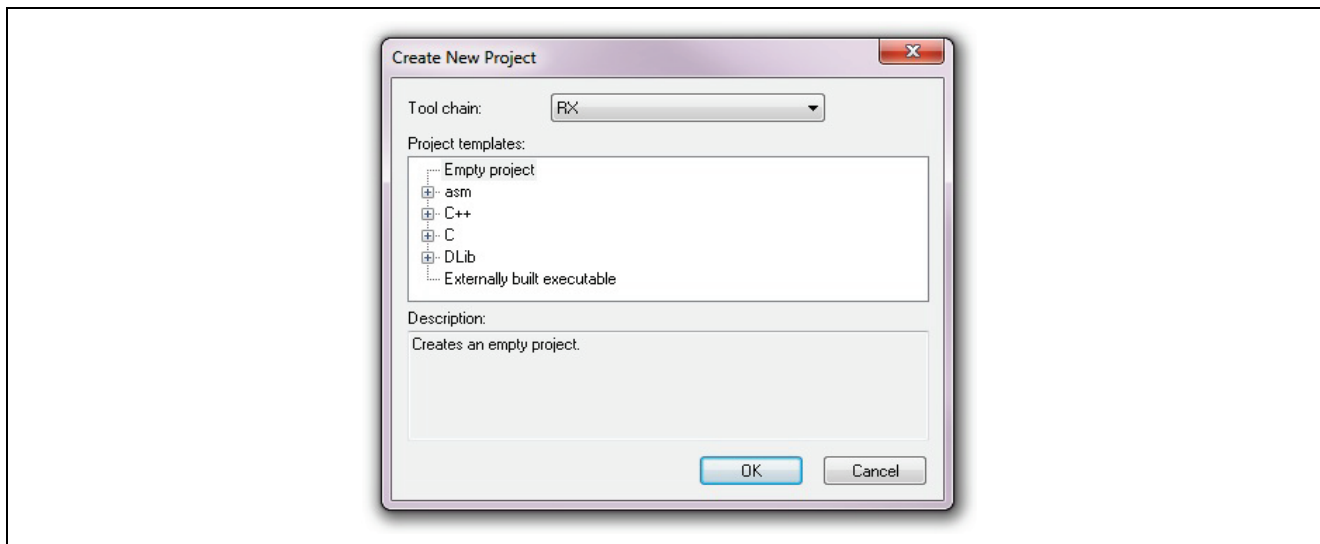 Create New Project
Tool chain: RX
Project templates:
Empty project
asm
C++
C
DLib
Externally built executable
Description:
Creates an empty project.
OK Cancel